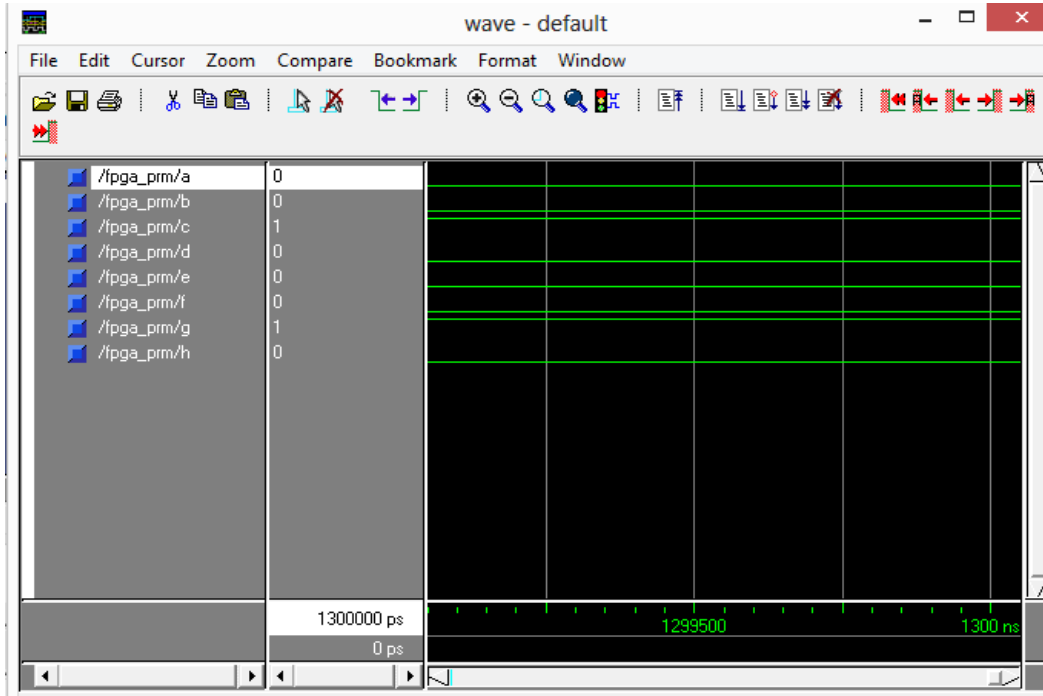 wave - default
File Edit Cursor Zoom Compare Bookmark Format Window
/fpga_prm/a 0
/fpga_prm/b 0
/fpga_prm/c 1
/fpga_prm/d 0
/fpga_prm/e 0
/fpga_prm/f 0
/fpga_prm/g 1
/fpga_prm/h 0
1300000 ps 1299500 1300 ns
0 ps